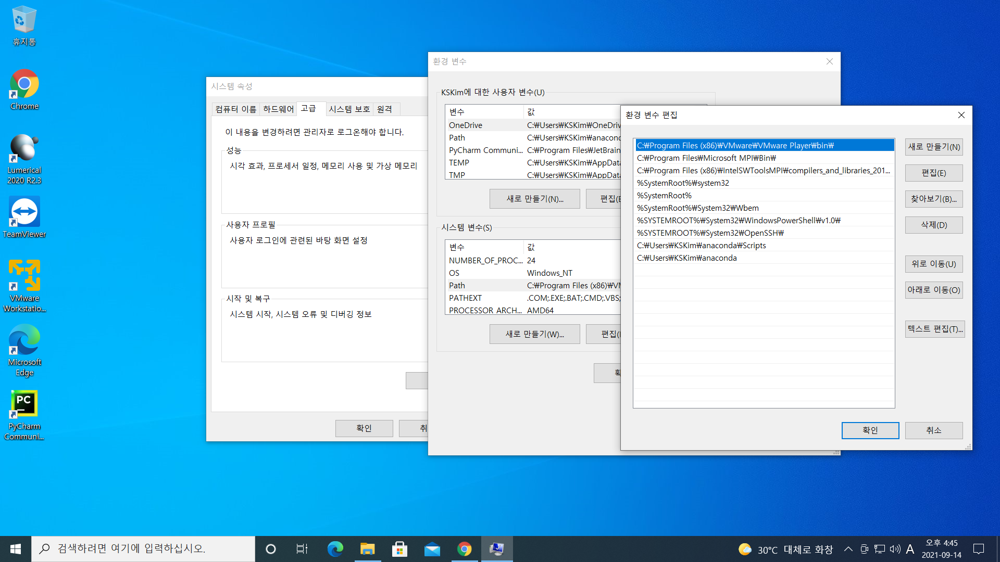 휴지통
Chrome
Lumerical
2020 R2.3
TeamViewer
VMware
Workstatio...
Microsoft
Edge
PC
PyCharm
Communi...
시스템 속성
컴퓨터 이름
하드웨어
고급
시스템 보호
원격
이 내용을 변경하려면 관리자로 로그온해야 합니다.
성능
시각 효과, 프로세서 일정, 메모리 사용 및 가상 메모리
사용자 프로필
사용자 로그인에 관련된 바탕 화면 설정
시작 및 복구
시스템 시작, 시스템 오류 및 디버깅 정보
확인
취
환경 변수
KSKim에 대한 사용자 변수(U)
변수 값
OneDrive C:₩Users₩KSKim₩OneDriv
Path C:₩Users₩KSKim₩anacond
PyCharm Communi... C:₩Program Files₩JetBrain
TEMP C:₩Users₩KSKim₩AppData
TMP C:₩Users₩KSKim₩AppData
새로 만들기(N)...
편집(E
시스템 변수(S)
변수 값
NUMBER_OF_PROC... 24
OS Windows_NT
Path C:₩Program Files (x86)₩VM
PATHEXT .COM;.EXE;.BAT;.CMD;.VBS;
PROCESSOR_ARCH... AMD64
새로 만들기(W)...
편집(
환경 변수 편집
C:₩Program Files (x86)₩VMware₩VMware Player₩bin₩
C:₩Program Files₩Microsoft MPI₩Bin₩
C:₩Program Files (x86)₩IntelSWToolsMPI₩compilers_and_libraries_201...
%SystemRoot%₩system32
%SystemRoot%
%SystemRoot%₩System32₩Wbem
%SYSTEMROOT%₩System32₩WindowsPowerShell₩v1.0₩
%SYSTEMROOT%₩System32₩OpenSSH₩
C:₩Users₩KSKim₩anaconda₩Scripts
C:₩Users₩KSKim₩anaconda
새로 만들기(N)
편집(E)
찾아보기(B)...
삭제(D)
위로 이동(U)
아래로 이동(O)
텍스트 편집(T)...
확인
취소
검색하려면 여기에 입력하십시오.
30°C 대체로 화창
A
오후 4:45
2021-09-14